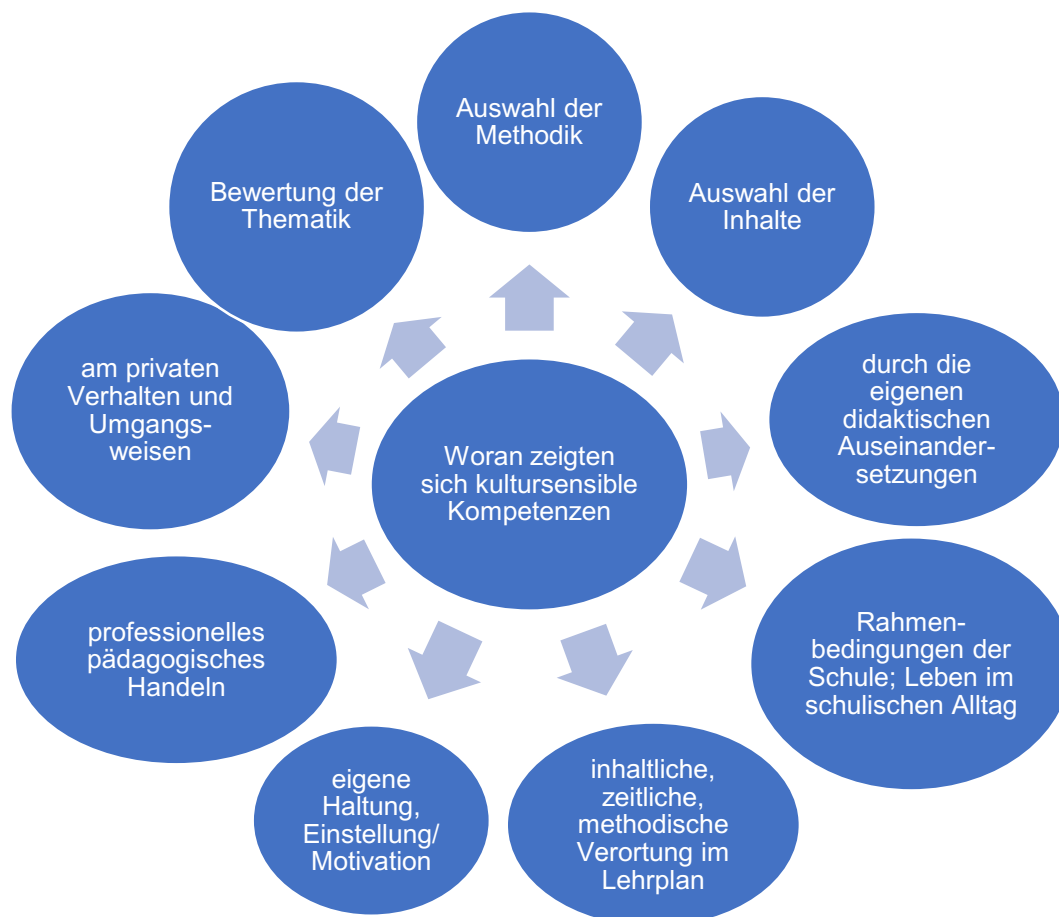 Auswahl der
Methodik
Auswahl der
Inhalte
durch die
eigenen
didaktischen
Auseinander-
setzungen
Rahmen-
bedingungen der
Schule; Leben im
schulischen Alltag
inhaltliche,
zeitliche,
methodische
Verortung im
Lehrplan
eigene
Haltung,
Einstellung/
Motivation
professionelles
pädagogisches
Handeln
am privaten
Verhalten und
Umgangs-
weisen
Bewertung der
Thematik
Woran zeigten
sich kultursensible
Kompetenzen